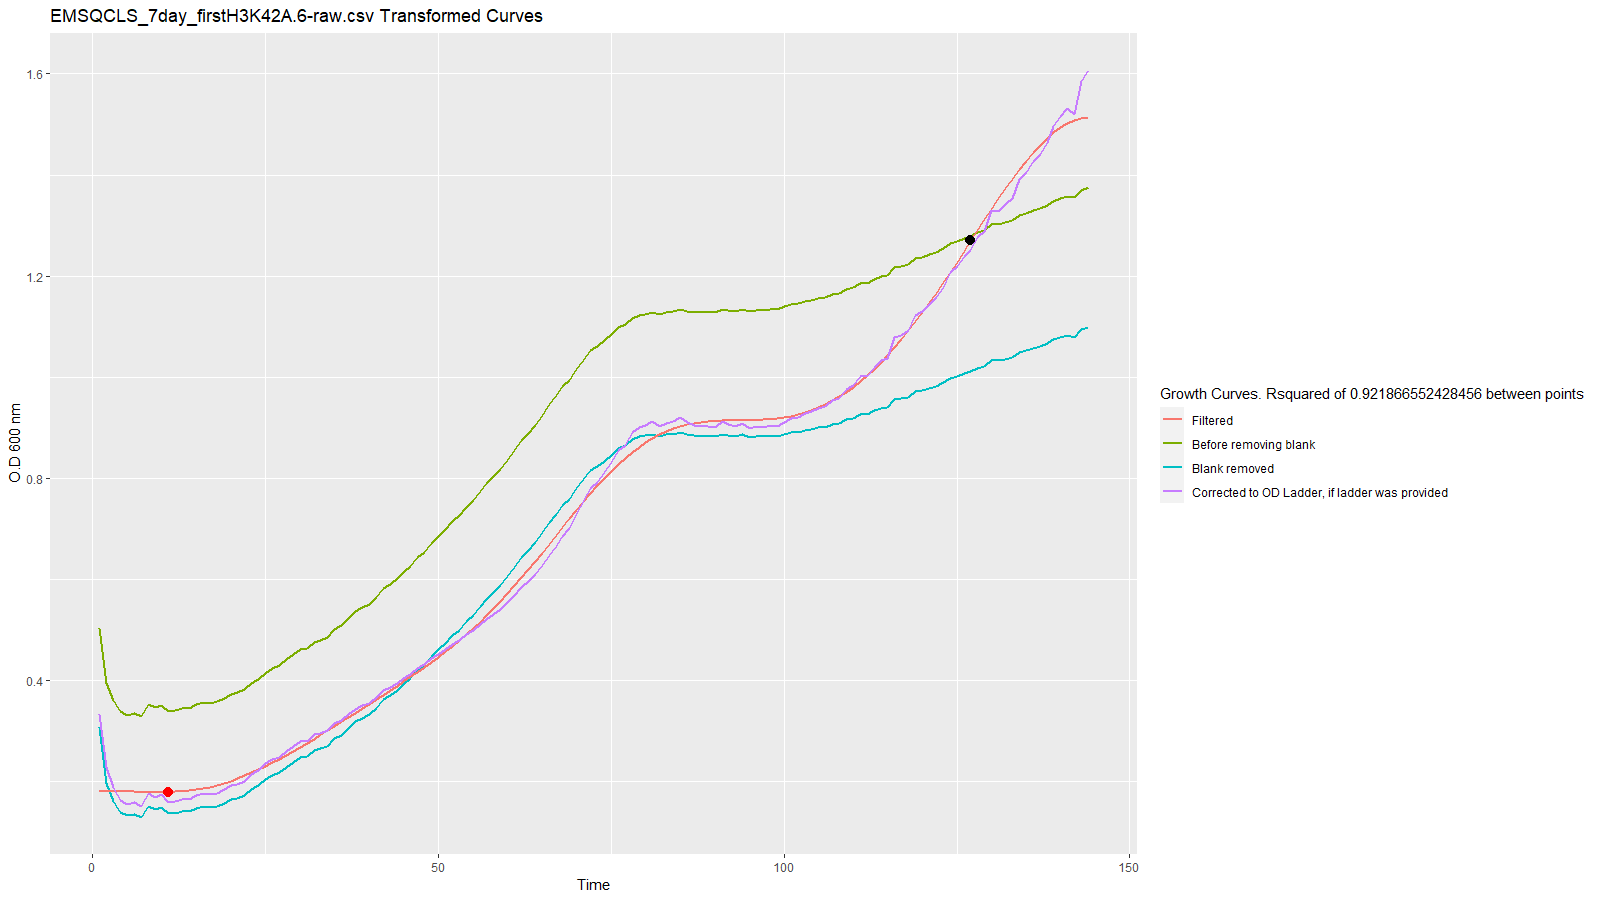 EMSQCLS_7day_firstH3K42A.6-raw.csv Transformed Curves
1.6
1.2
0.8
0.4
O.D 600 nm
0
50
100
150
Time
Growth Curves. Rsquared of 0.921866552428456 between points
Filtered
Before removing blank
Blank removed
Corrected to OD Ladder, if ladder was provided